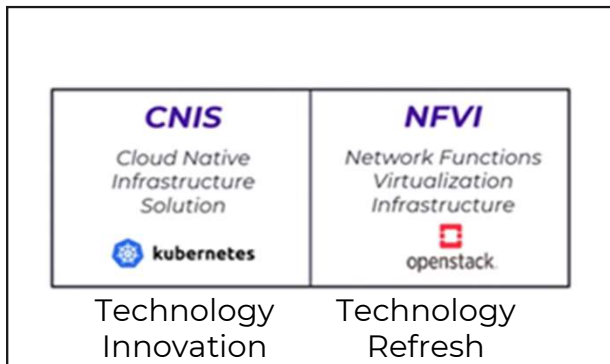 CNIS
Cloud Native
Infrastructure
Solution
kubernetes
NFVI
Network Functions
Virtualization
Infrastructure
openstack.
Technology
Innovation
Technology
Refresh